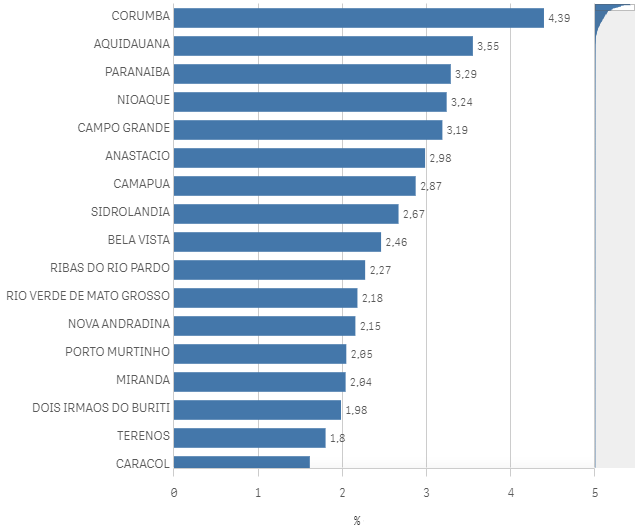 CORUMBA 4,39
AQUIDAUANA 3,55
PARANAIBA 3,29
NIOAQUE 3,24
CAMPO GRANDE 3,19
ANASTACIO 2,98
CAMAPUA 2,87
SIDROLANDIA 2,67
BELA VISTA 2,46
RIBAS DO RIO PARDO 2,27
RIO VERDE DE MATO GROSSO 2,18
NOVA ANDRADINA 2,15
PORTO MURTINHO 2,05
MIRANDA 2,04
DOIS IRMAOS DO BURITI 1,98
TERENOS 1,8
CARACOL
0 1 2 3 4 5
%